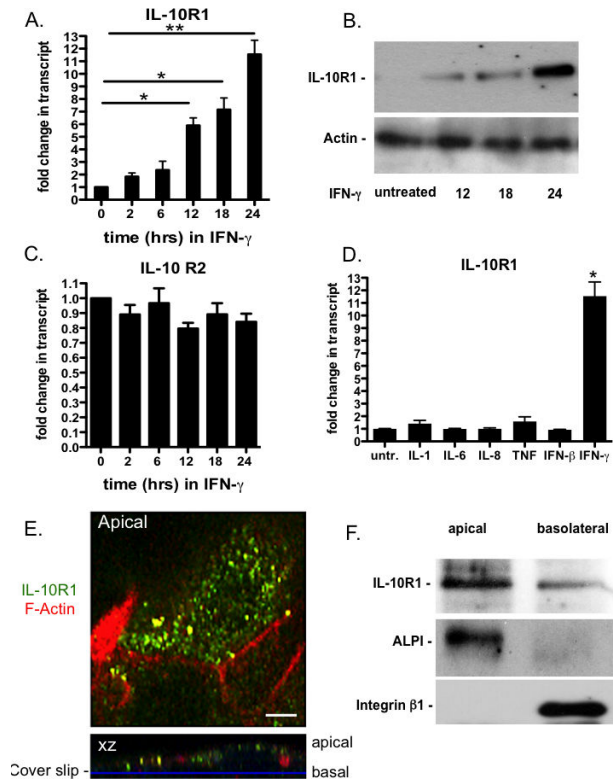 A.
IL-10R1
**
*
*
fold change in transcript
13
12
11
10
9
8
7
6
5
4
3
2
1
0 2 6 12 18 24
time (hrs) in IFN-γ
B.
IL-10R1 -
Actin -
IFN-γ untreated 12 18 24
C.
IL-10 R2
fold change in transcript
1.1
1.0
0.9
0.8
0.7
0.6
0.5
0.4
0.3
0.2
0.1
0.0
0 2 6 12 18 24
time (hrs) in IFN-γ
D.
IL-10R1
*
fold change in transcript
13
12
11
10
9
8
7
6
5
4
3
2
1
0
untr. IL-1 IL-6 IL-8 TNF IFN-β IFN-γ
E.
Apical
IL-10R1
F-Actin
xz
apical
Cover slip -
basal
F.
apical basolateral
IL-10R1 -
ALPI -
Integrin β1 -